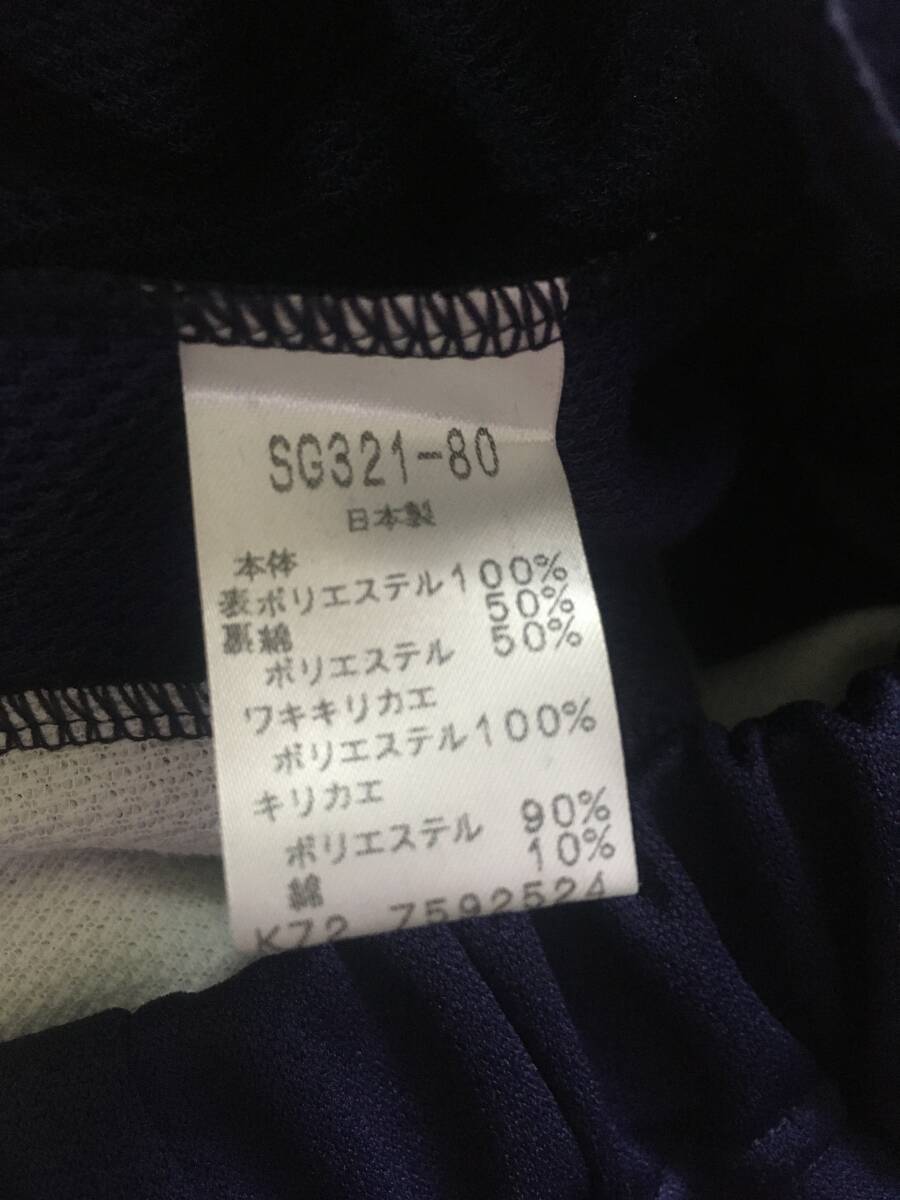 SG321-80
日本製
本体
表ポリエステル100%
裏綿 50%
ポリエステル 50%
ワキキリカエ
ポリエステル100%
キリカエ
ポリエステル 90%
綿 10%
K72 7592524